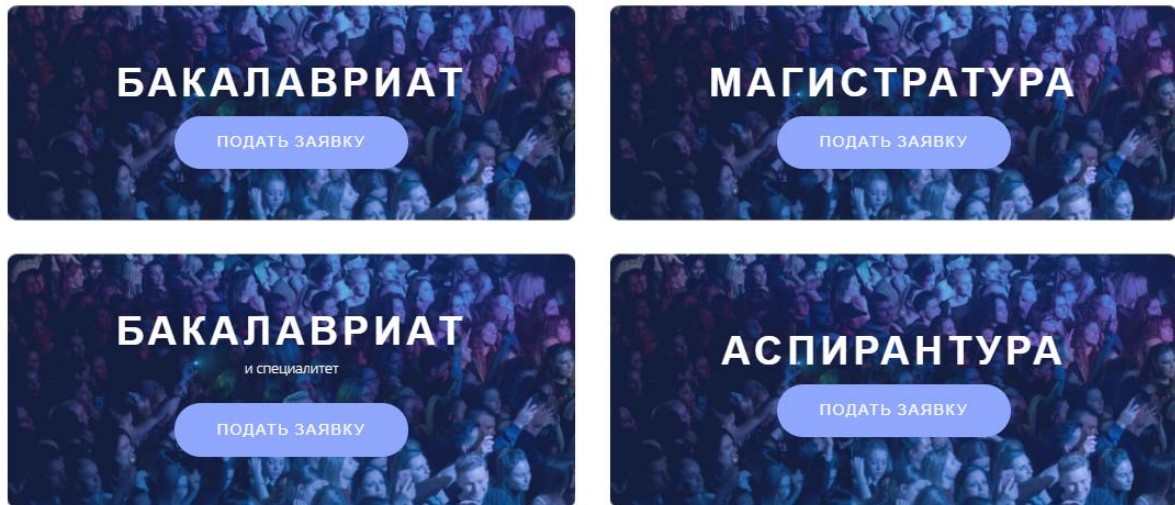 БАКАЛАВРИАТ
ПОДАТЬ ЗАЯВКУ
МАГИСТРАТУРА
ПОДАТЬ ЗАЯВКУ
БАКАЛАВРИАТ
и специалитет
ПОДАТЬ ЗАЯВКУ
АСПИРАНТУРА
ПОДАТЬ ЗАЯВКУ